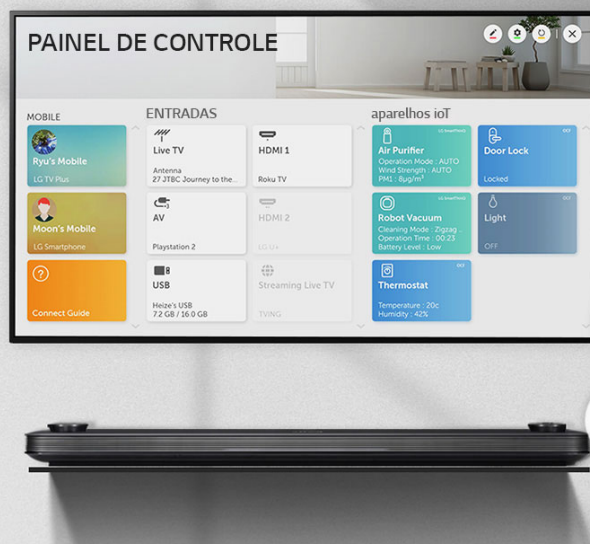 PAINEL DE CONTROLE
MOBILE
ENTRADAS
aparelhos ioT
Ryu's Mobile
LG TV Plus
Moon's Mobile
LG Smartphone
Connect Guide
Live TV
Antenna
27 JTBC Journey to the...
HDMI 1
Roku TV
AV
Playstation 2
HDMI 2
LG U+
USB
Heize's USB
7.2 GB / 16.0 GB
Streaming Live TV
TVING
Air Purifier
Operation Mode : AUTO
Wind Strength : AUTO
PM1 : 8μg/m³
Door Lock
Locked
Robot Vacuum
Cleaning Mode : Zigzag ..
Operation Time : 00:23
Battery Level : Low
Light
OFF
Thermostat
Temperature : 20c
Humidity : 42%